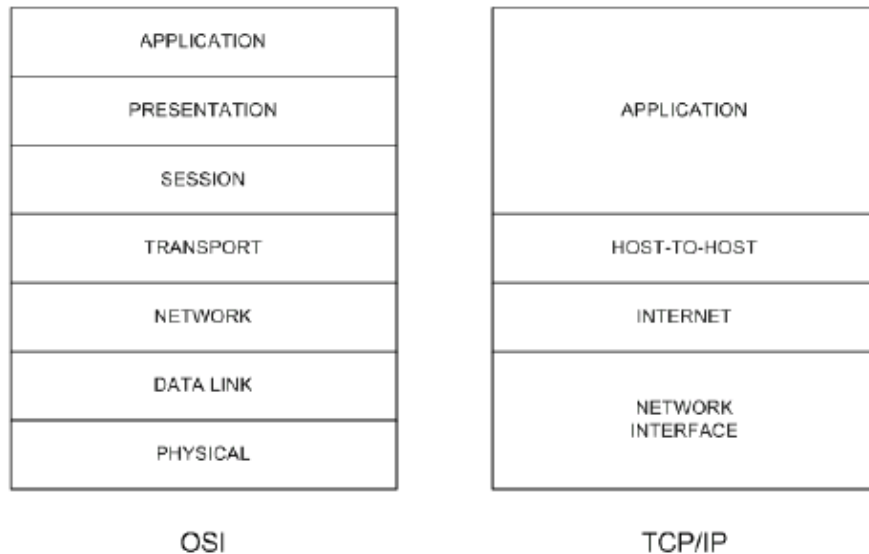 APPLICATION
PRESENTATION
SESSION
TRANSPORT
NETWORK
DATA LINK
PHYSICAL
OSI
APPLICATION
HOST-TO-HOST
INTERNET
NETWORK
INTERFACE
TCP/IP